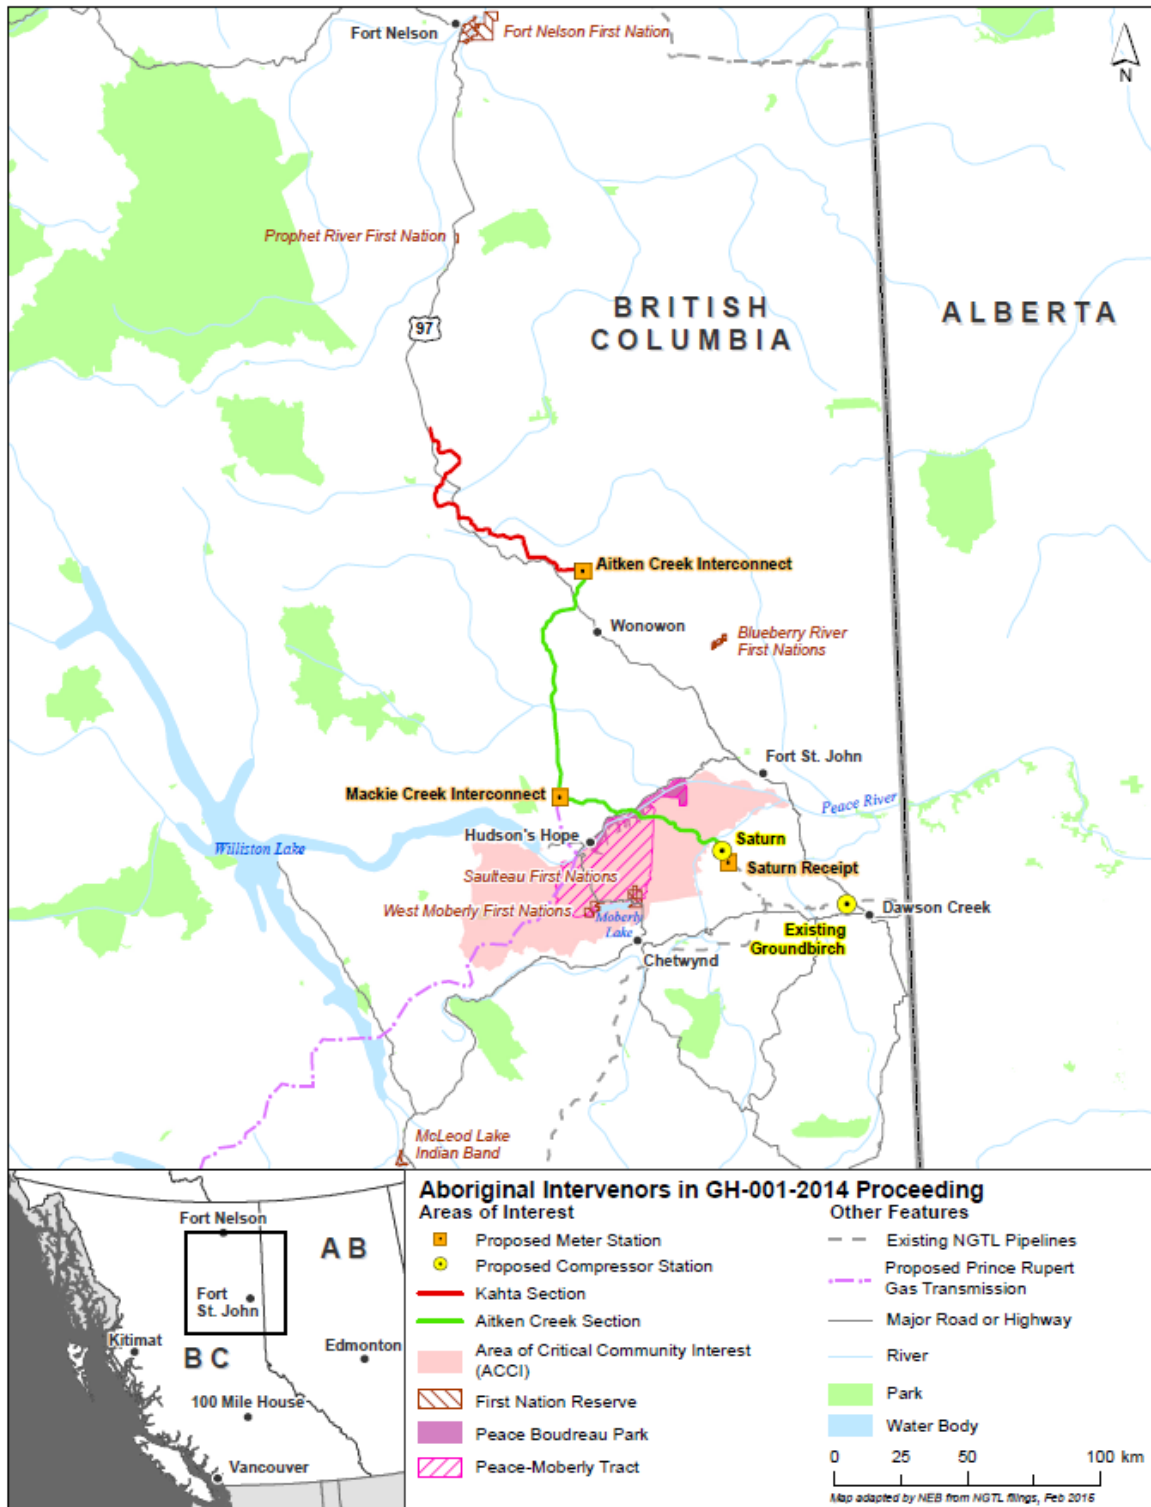 Fort Nelson
Fort Nelson First Nation
N
Prophet River First Nation
BRITISH
COLUMBIA
ALBERTA
97
Aitken Creek Interconnect
Wonowon
Blueberry River
First Nations
Fort St. John
Mackie Creek Interconnect
Peace River
Hudson's Hope
Saturn
Williston Lake
Saturn Receipt
Saulteau First Nations
West Moberly First Nations
Moberly
Lake
Dawson Creek
Existing
Groundbirch
Chetwynd
McLeod Lake
Indian Band
Fort Nelson
AB
Fort
St. John
Kitimat
Edmonton
BC
100 Mile House
Vancouver
Aboriginal Intervenors in GH-001-2014 Proceeding
Areas of Interest
Proposed Meter Station
Proposed Compressor Station
Kahta Section
Aitken Creek Section
Area of Critical Community Interest
(ACCI)
First Nation Reserve
Peace Boudreau Park
Peace-Moberly Tract
Other Features
Existing NGTL Pipelines
Proposed Prince Rupert
Gas Transmission
Major Road or Highway
River
Park
Water Body
0 25 50 100 km
Map adapted by NEB from NGTL filings, Feb 2015